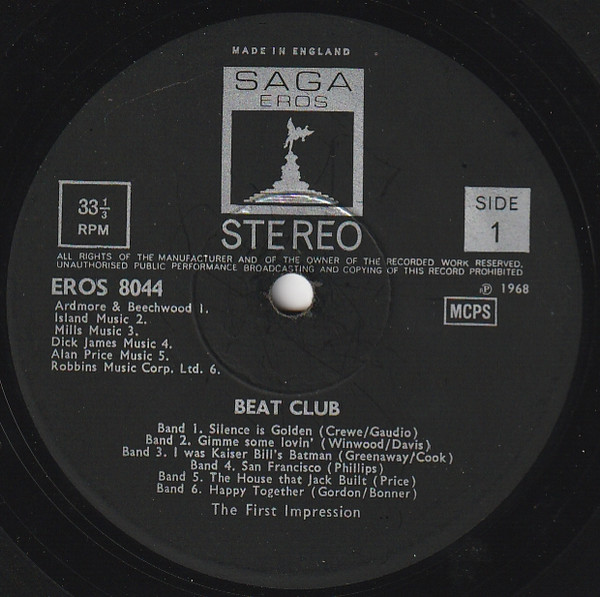 MADE IN ENGLAND
SAGA
EROS
33⅓
RPM
STEREO
SIDE
1
ALL RIGHTS OF THE MANUFACTURER AND OF THE OWNER OF THE RECORDED WORK RESERVED.
UNAUTHORISED PUBLIC PERFORMANCE BROADCASTING AND COPYING OF THIS RECORD PROHIBITED
EROS 8044
℗ 1968
MCPS
Ardmore & Beechwood 1.
Island Music 2.
Mills Music 3.
Dick James Music 4.
Alan Price Music 5.
Robbins Music Corp. Ltd. 6.
BEAT CLUB
Band 1. Silence is Golden (Crewe/Gaudio)
Band 2. Gimme some lovin' (Winwood/Davis)
Band 3. I was Kaiser Bill's Batman (Greenaway/Cook)
Band 4. San Francisco (Phillips)
Band 5. The House that Jack Built (Price)
Band 6. Happy Together (Gordon/Bonner)
The First Impression